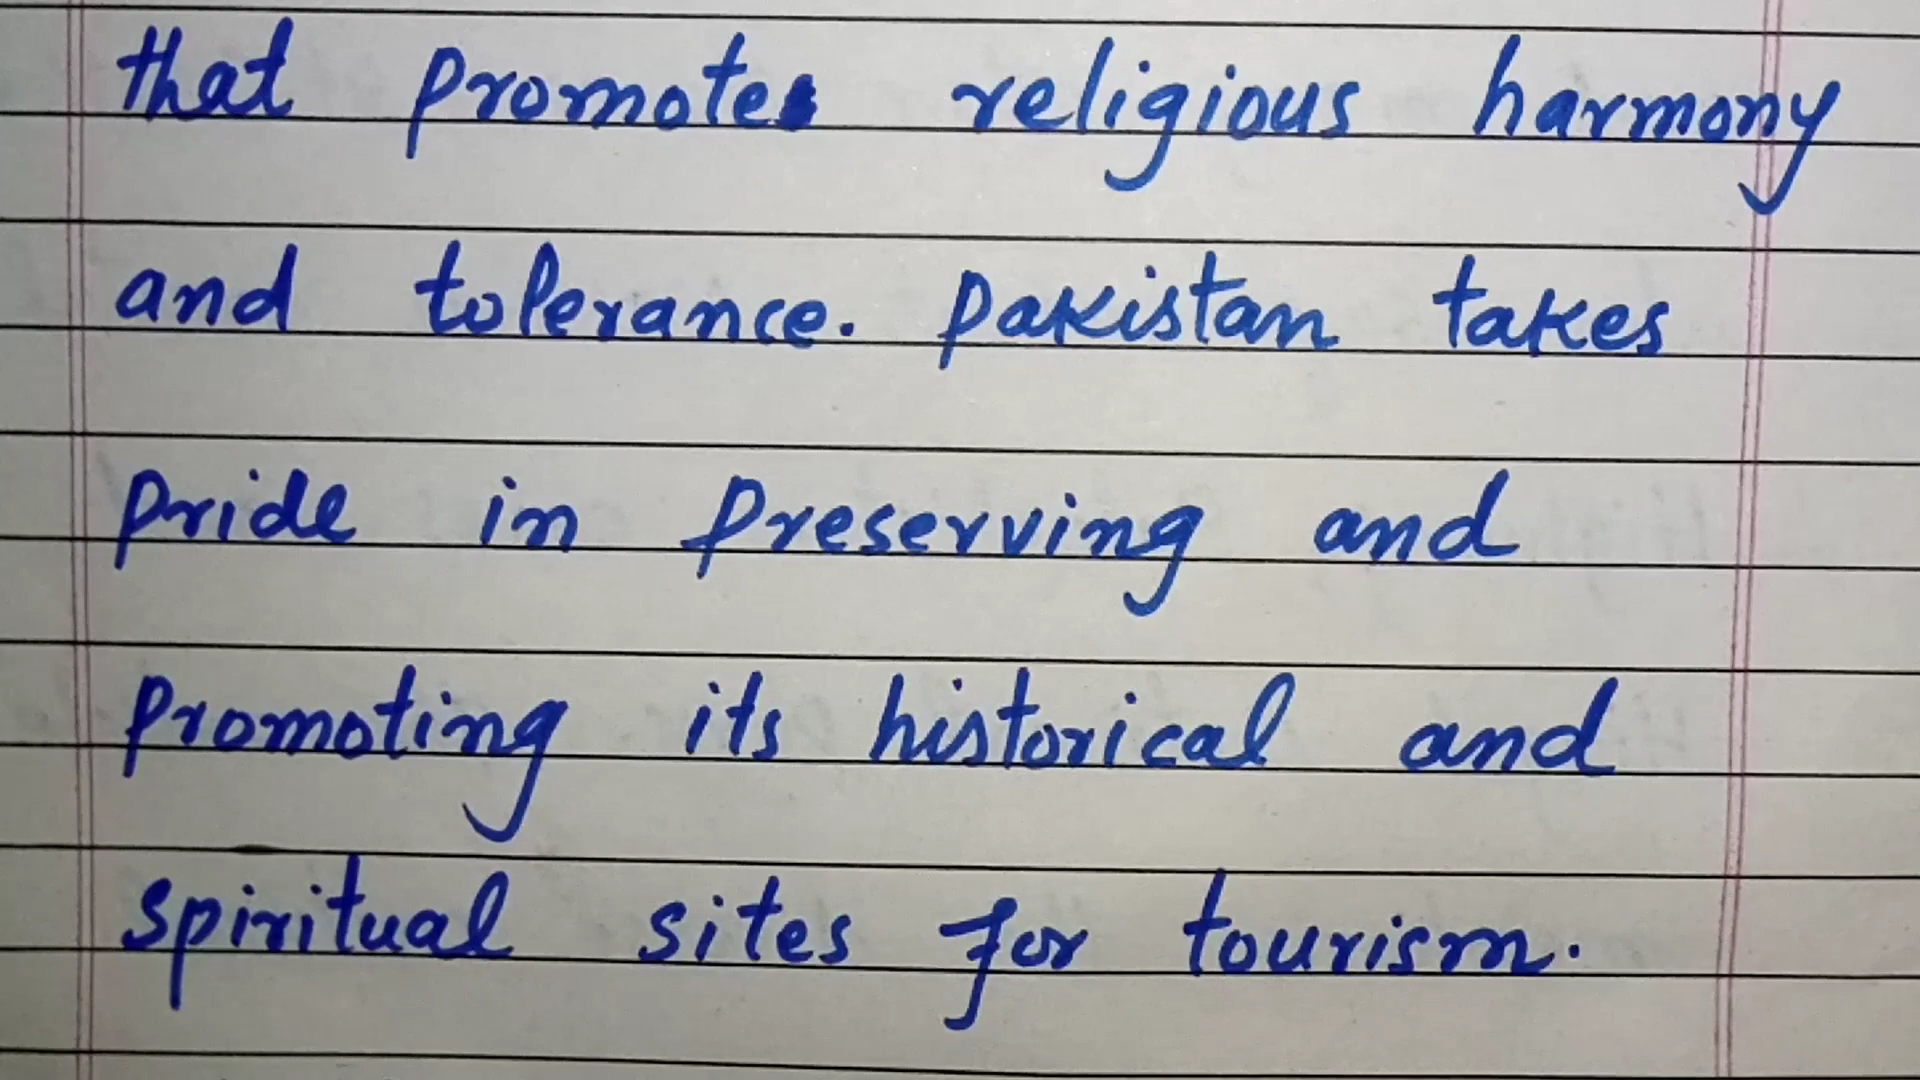 that promotes religious harmony
and tolerance. Pakistan takes
pride in preserving and
promoting its historical and
spiritual sites for tourism.